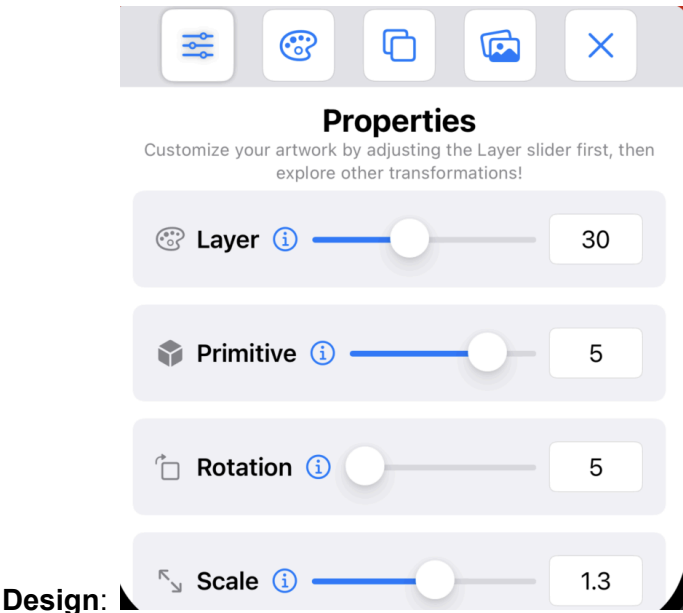 Properties
Customize your artwork by adjusting the Layer slider first, then
explore other transformations!
Layer 30
Primitive 5
Rotation 5
Scale 1.3
Design: